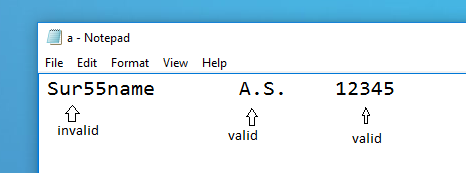 a - Notepad
File Edit Format View Help
Sur55name A.S. 12345
invalid valid valid